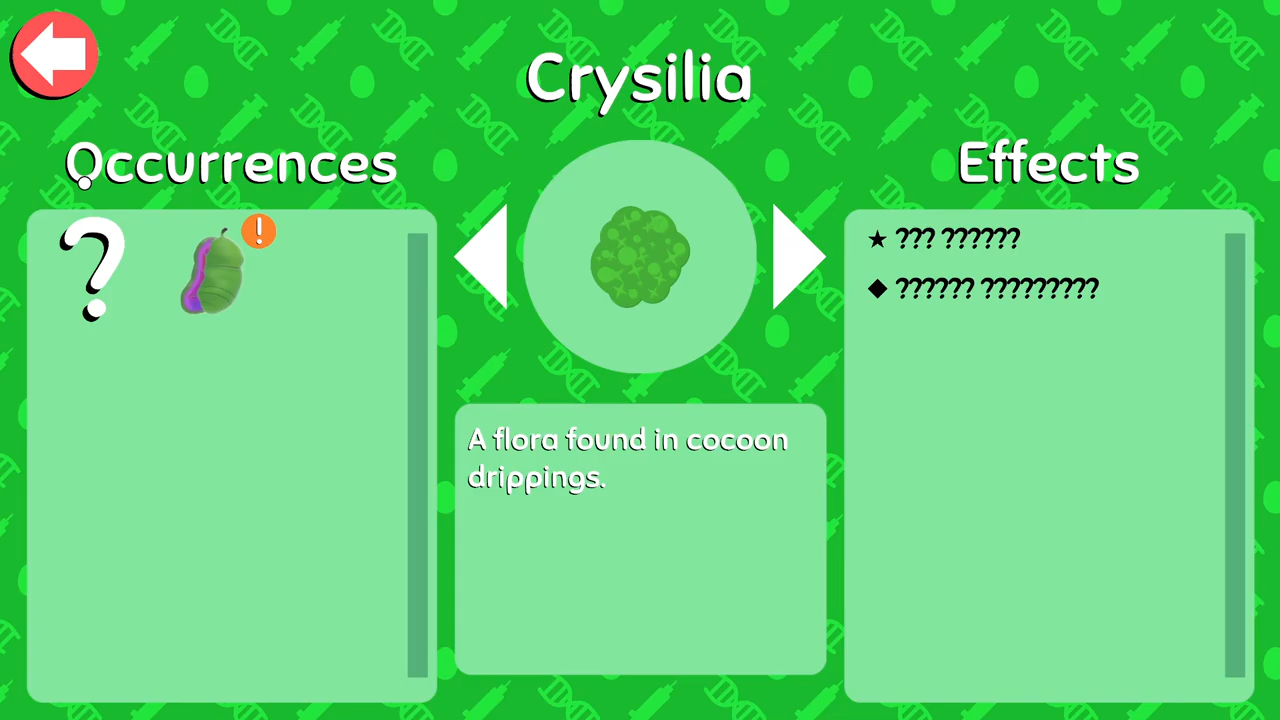 Crysilia
Occurrences
Effects
?
!
★ ??? ??????
◆ ?????? ?????????
A flora found in cocoon
drippings.